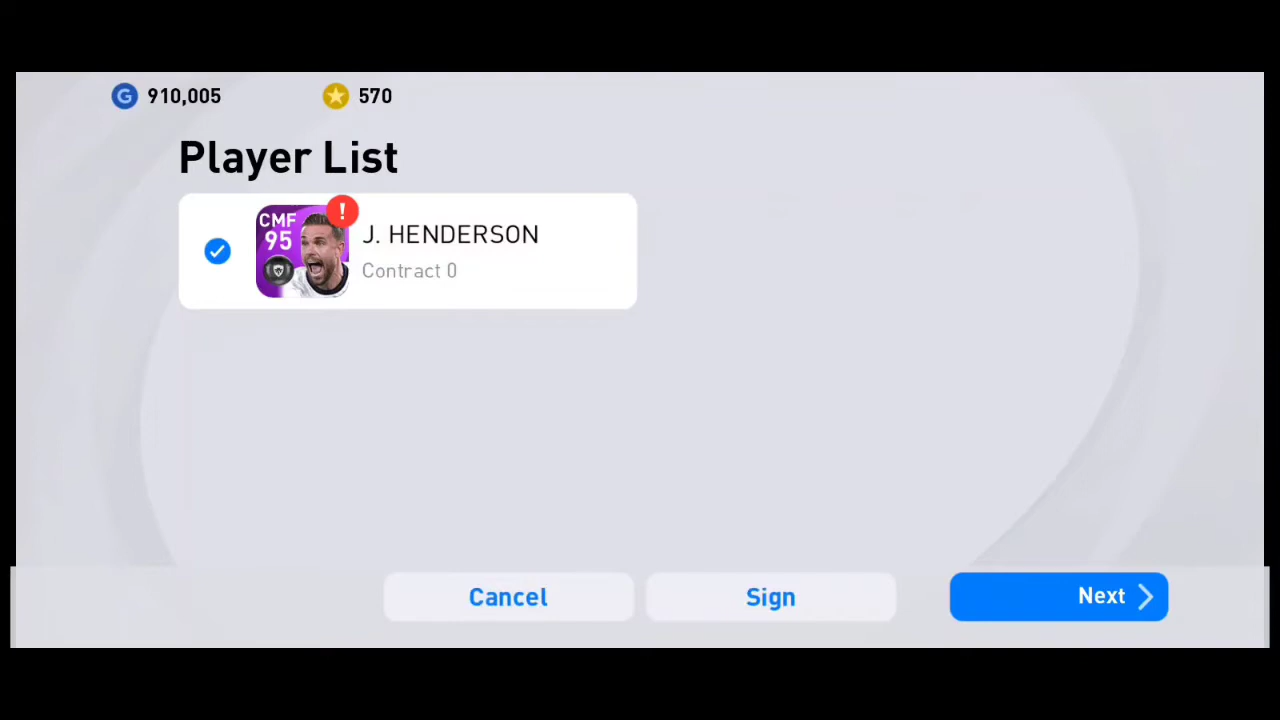 G 910,005 570
Player List
CMF
95
!
J. HENDERSON
Contract 0
Cancel Sign Next